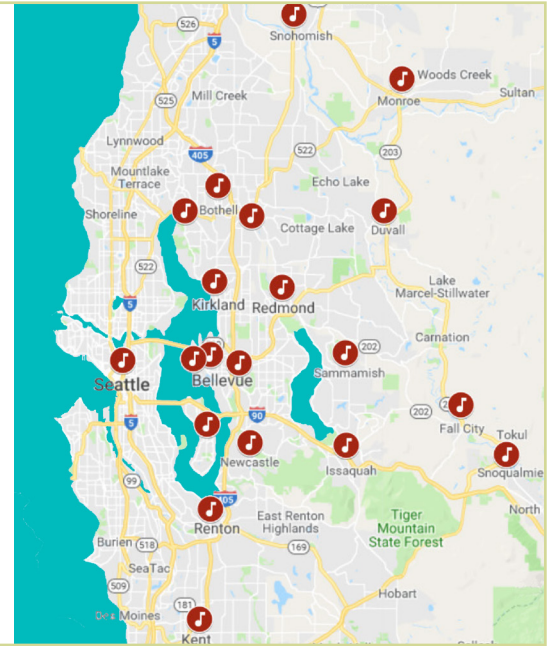 526
Snohomish
5
Woods Creek
Mill Creek
Monroe
Sultan
525
Lynnwood
405
522
203
Mountlake
Terrace
Echo Lake
Shoreline
Bothell
Cottage Lake
Duvall
522
Lake
Marcel-Stillwater
5
Kirkland
Redmond
Carnation
202
Seattle
Bellevue
Sammamish
202
90
5
Fall City
Tokul
Newcastle
Issaquah
Snoqualmie
99
405
North
Renton
East Renton
Highlands
Tiger
Mountain
State Forest
Burien
518
169
SeaTac
509
Hobart
181
Moines
Kent